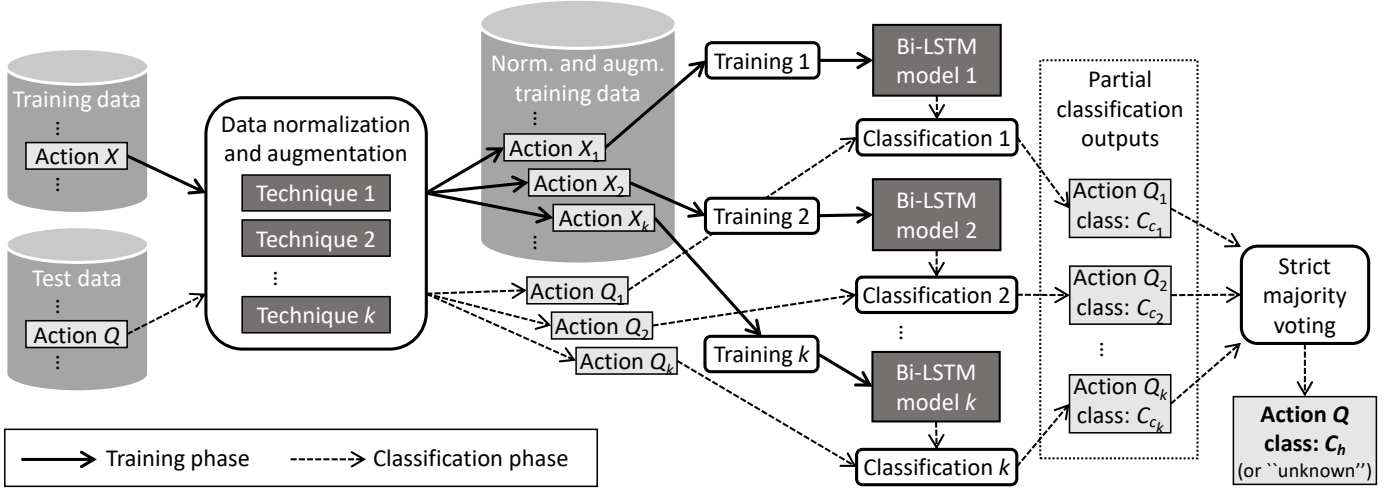 Training data
⋮
Action X
⋮
Test data
⋮
Action Q
⋮
Data normalization
and augmentation
Technique 1
Technique 2
⋮
Technique k
Norm. and augm.
training data
⋮
Action X₁
Action X₂
Action Xₖ
⋮
Action Q₁
Action Q₂
Action Qₖ
Training 1
Training 2
Training k
Bi-LSTM
model 1
Classification 1
Bi-LSTM
model 2
Classification 2
⋮
Bi-LSTM
model k
Classification k
Partial
classification
outputs
Action Q₁
class: C_c₁
Action Q₂
class: C_c₂
⋮
Action Qₖ
class: C_cₖ
Strict
majority
voting
Action Q
class: Cₕ
(or ``unknown'')
Training phase
Classification phase